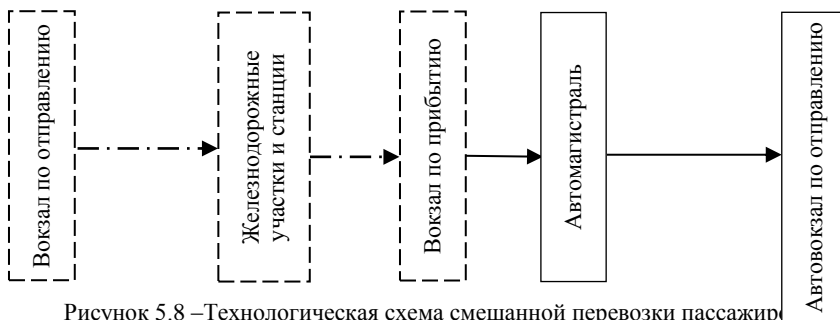 Вокзал по отправлению
Железнодорожные
участки и станции
Вокзал по прибытию
Автомагистраль
Автовокзал по отправлению
Рисунок 5.8 –Технологическая схема смешанной перевозки пассажиро